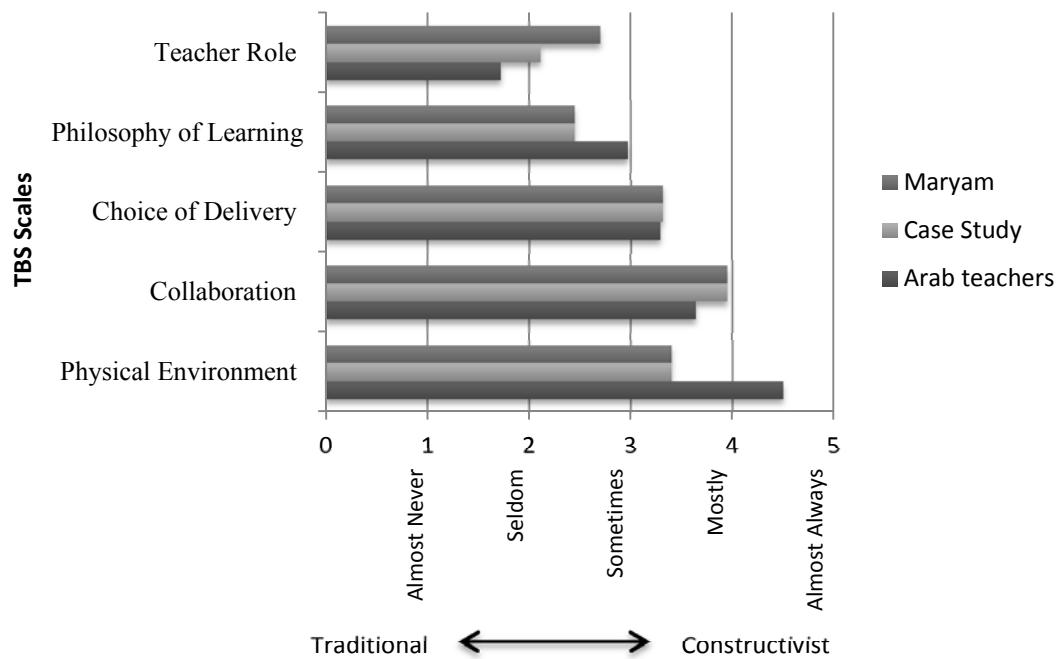 TBS Scales
Teacher Role
Philosophy of Learning
Choice of Delivery
Collaboration
Physical Environment
Maryam
Case Study
Arab teachers
0 1 2 3 4 5
Almost Never
Seldom
Sometimes
Mostly
Almost Always
Traditional Constructivist